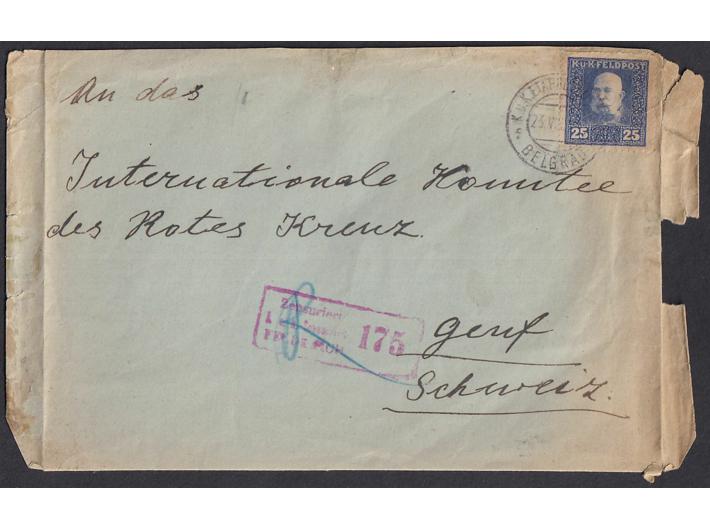 An das
K.u.K.FELDPOST
25 25
BELGRAD
Internationale Komitee
des Rotes Kreuz.
Zensuriert
175
Genf
Schweiz.